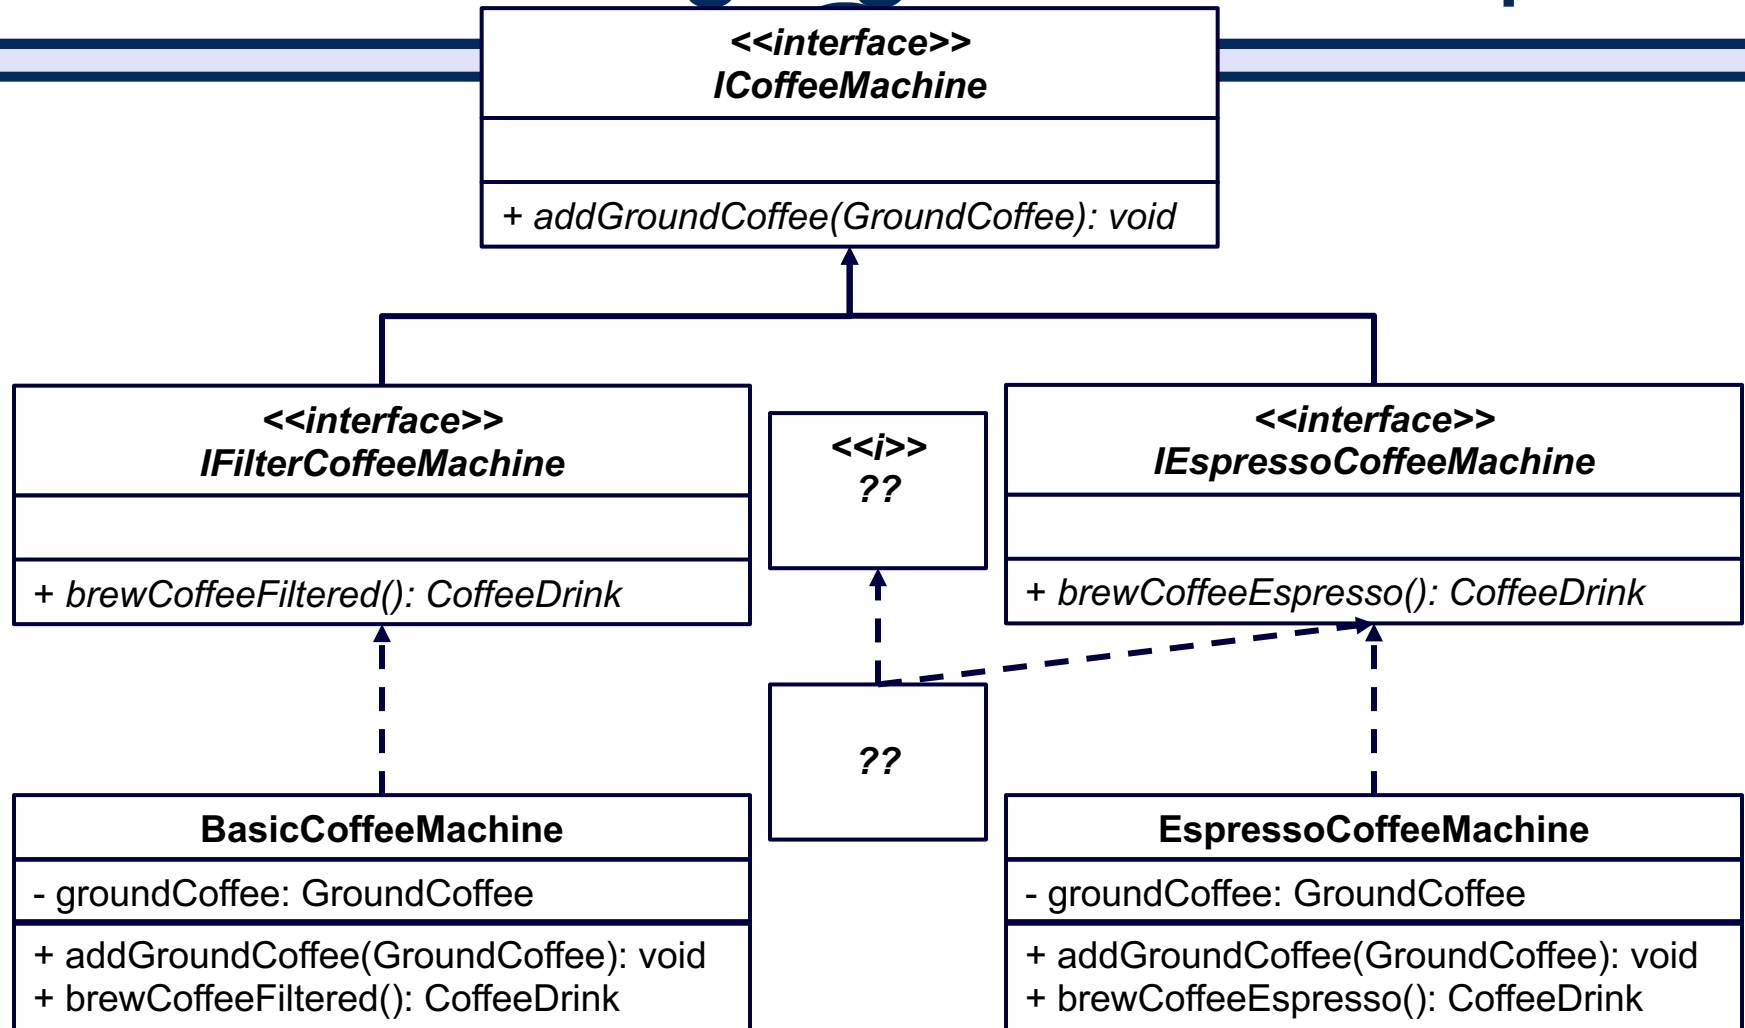 <<interface>>
ICoffeeMachine
+ addGroundCoffee(GroundCoffee): void
<<interface>>
IFilterCoffeeMachine
+ brewCoffeeFiltered(): CoffeeDrink
<<i>>
??
<<interface>>
IEspressoCoffeeMachine
+ brewCoffeeEspresso(): CoffeeDrink
??
BasicCoffeeMachine
- groundCoffee: GroundCoffee
+ addGroundCoffee(GroundCoffee): void
+ brewCoffeeFiltered(): CoffeeDrink
EspressoCoffeeMachine
- groundCoffee: GroundCoffee
+ addGroundCoffee(GroundCoffee): void
+ brewCoffeeEspresso(): CoffeeDrink